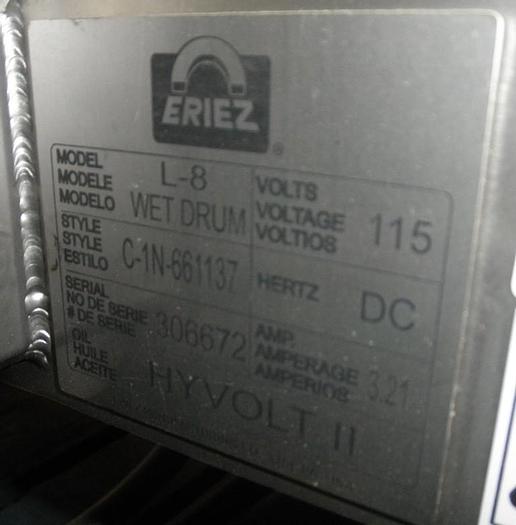 ERIEZ
®
MODEL
MODELE
MODELO
L-8
WET DRUM
VOLTS
VOLTAGE
VOLTIOS
115
STYLE
STYLE
ESTILO
C-1N-661137
HERTZ
DC
SERIAL
NO DE SERIE
# DE SERIE
306672
AMP.
AMPERAGE
AMPERIOS
3.21
OIL
HUILE
ACEITE
HYVOLT II